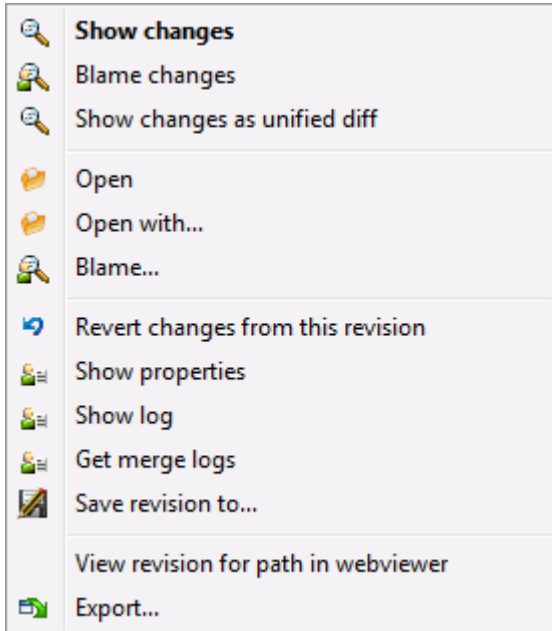 Show changes
Blame changes
Show changes as unified diff
Open
Open with...
Blame...
Revert changes from this revision
Show properties
Show log
Get merge logs
Save revision to...
View revision for path in webviewer
Export...